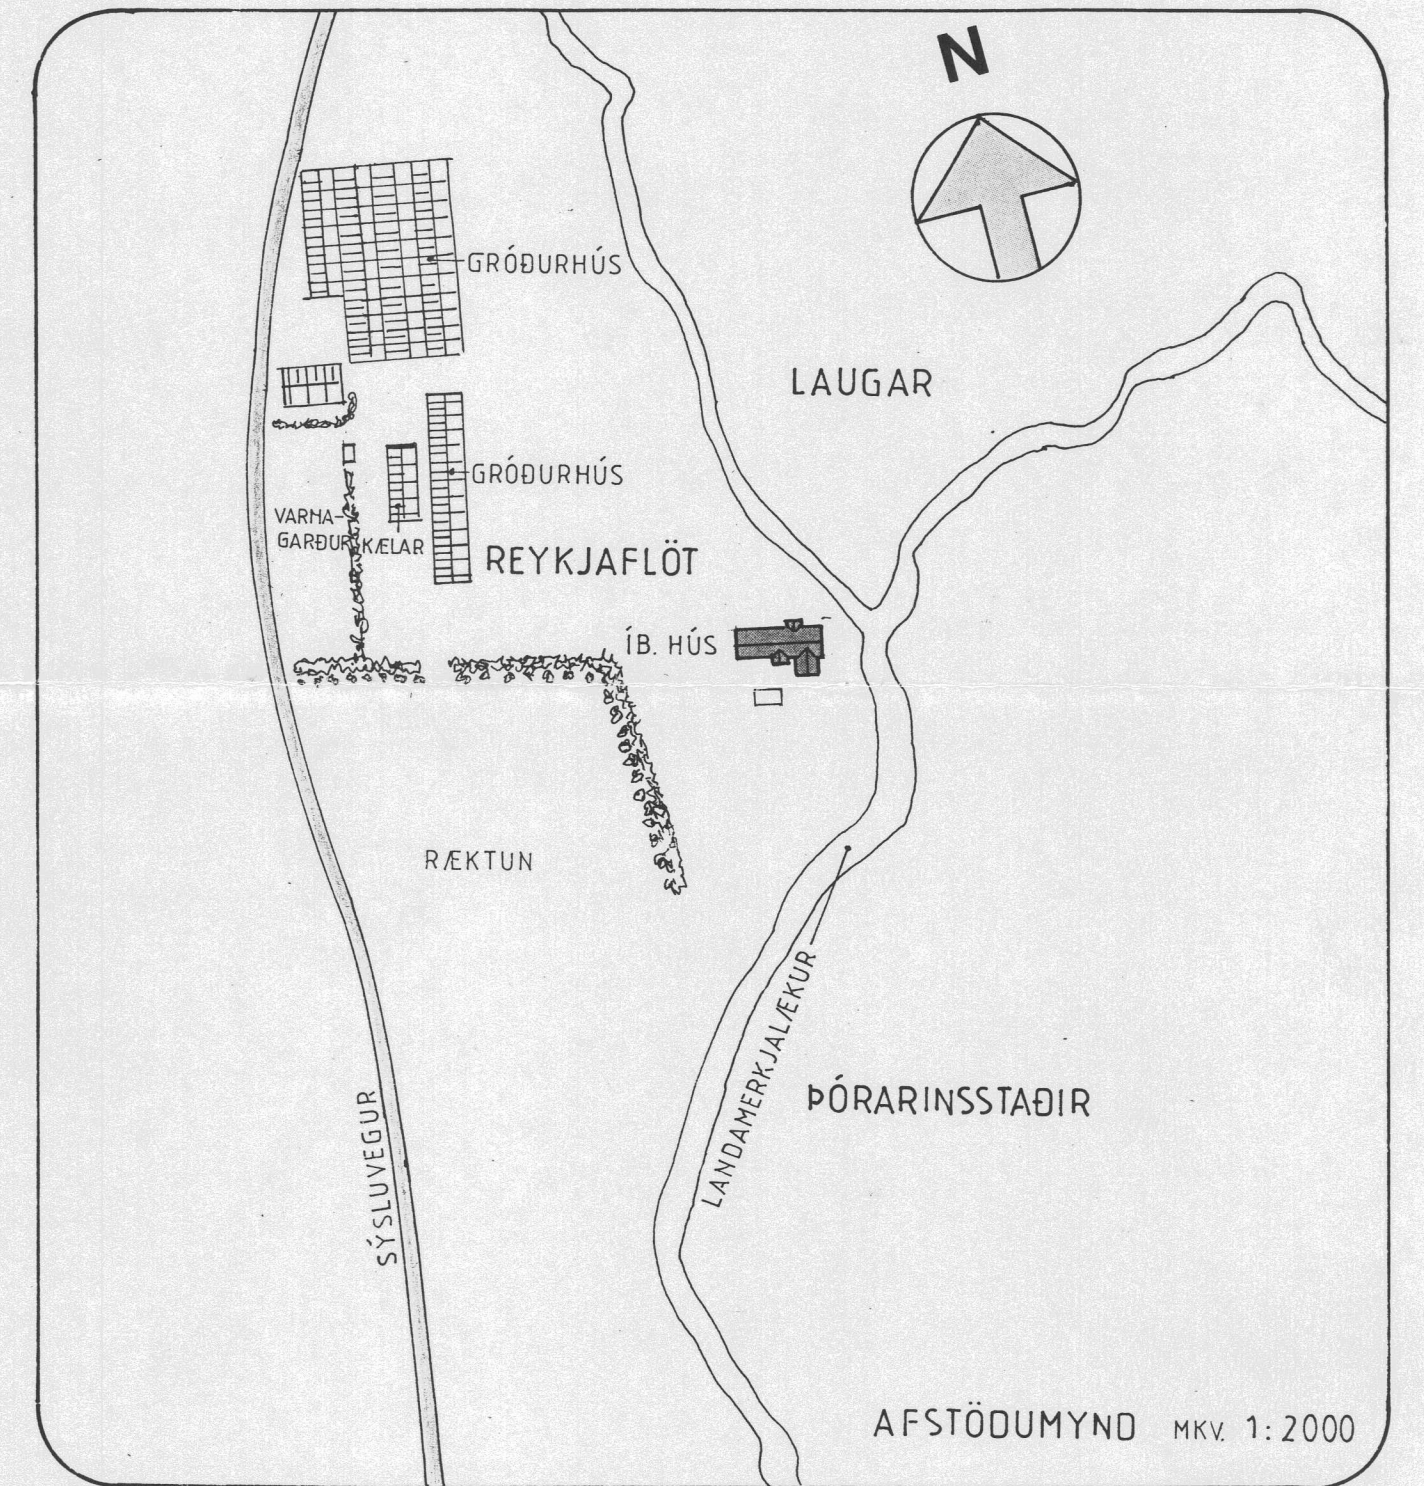 N
GRÓÐURHÚS
LAUGAR
GRÓÐURHÚS
VARMA-
GARÐUR
KÆLAR
REYKJAFLÖT
ÍB. HÚS
RÆKTUN
LANDAMERKJALÆKUR
ÞÓRARINSSTAÐIR
SÝSLUVEGUR
AFSTÖÐUMYND MKV. 1:2000